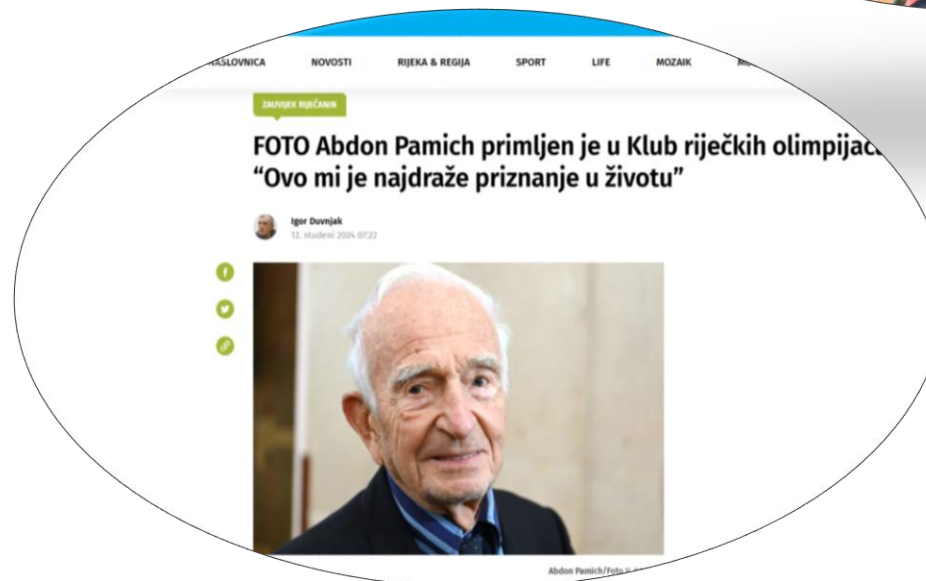 NASLOVNICA NOVOSTI RIJEKA & REGIJA SPORT LIFE MOZAIK
ZAUVIJEK RIJEČANIN
FOTO Abdon Pamich primljen je u Klub riječkih olimpijaca
“Ovo mi je najdraže priznanje u životu”
Igor Duvnjak
12. studeni 2024 07:22
Abdon Pamich/Foto